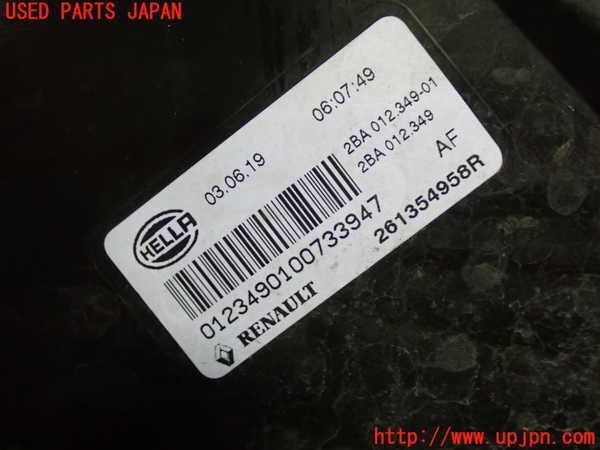 USED PARTS JAPAN
03.06.19
06:07:49
2BA 012.349-01
2BA 012.349
AF
HELLA
0123490100733947
261354958R
RENAULT
http://www.upjpn.com/